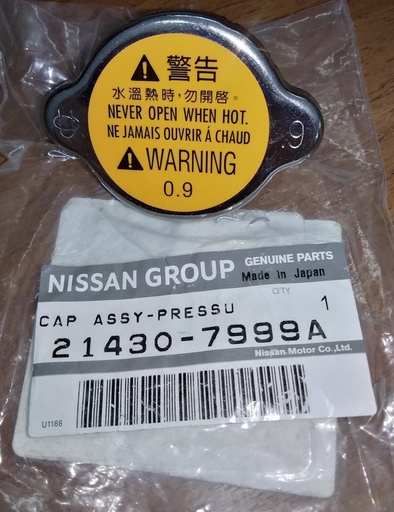 警告
水溫熱時,勿開啓。
NEVER OPEN WHEN HOT.
NE JAMAIS OUVRIR Á CHAUD
WARNING
0.9
NISSAN GROUP GENUINE PARTS
Made in Japan
Q'TY
CAP ASSY-PRESSU 1
21430-7999A
Nissan Motor Co.,Ltd.
U1166